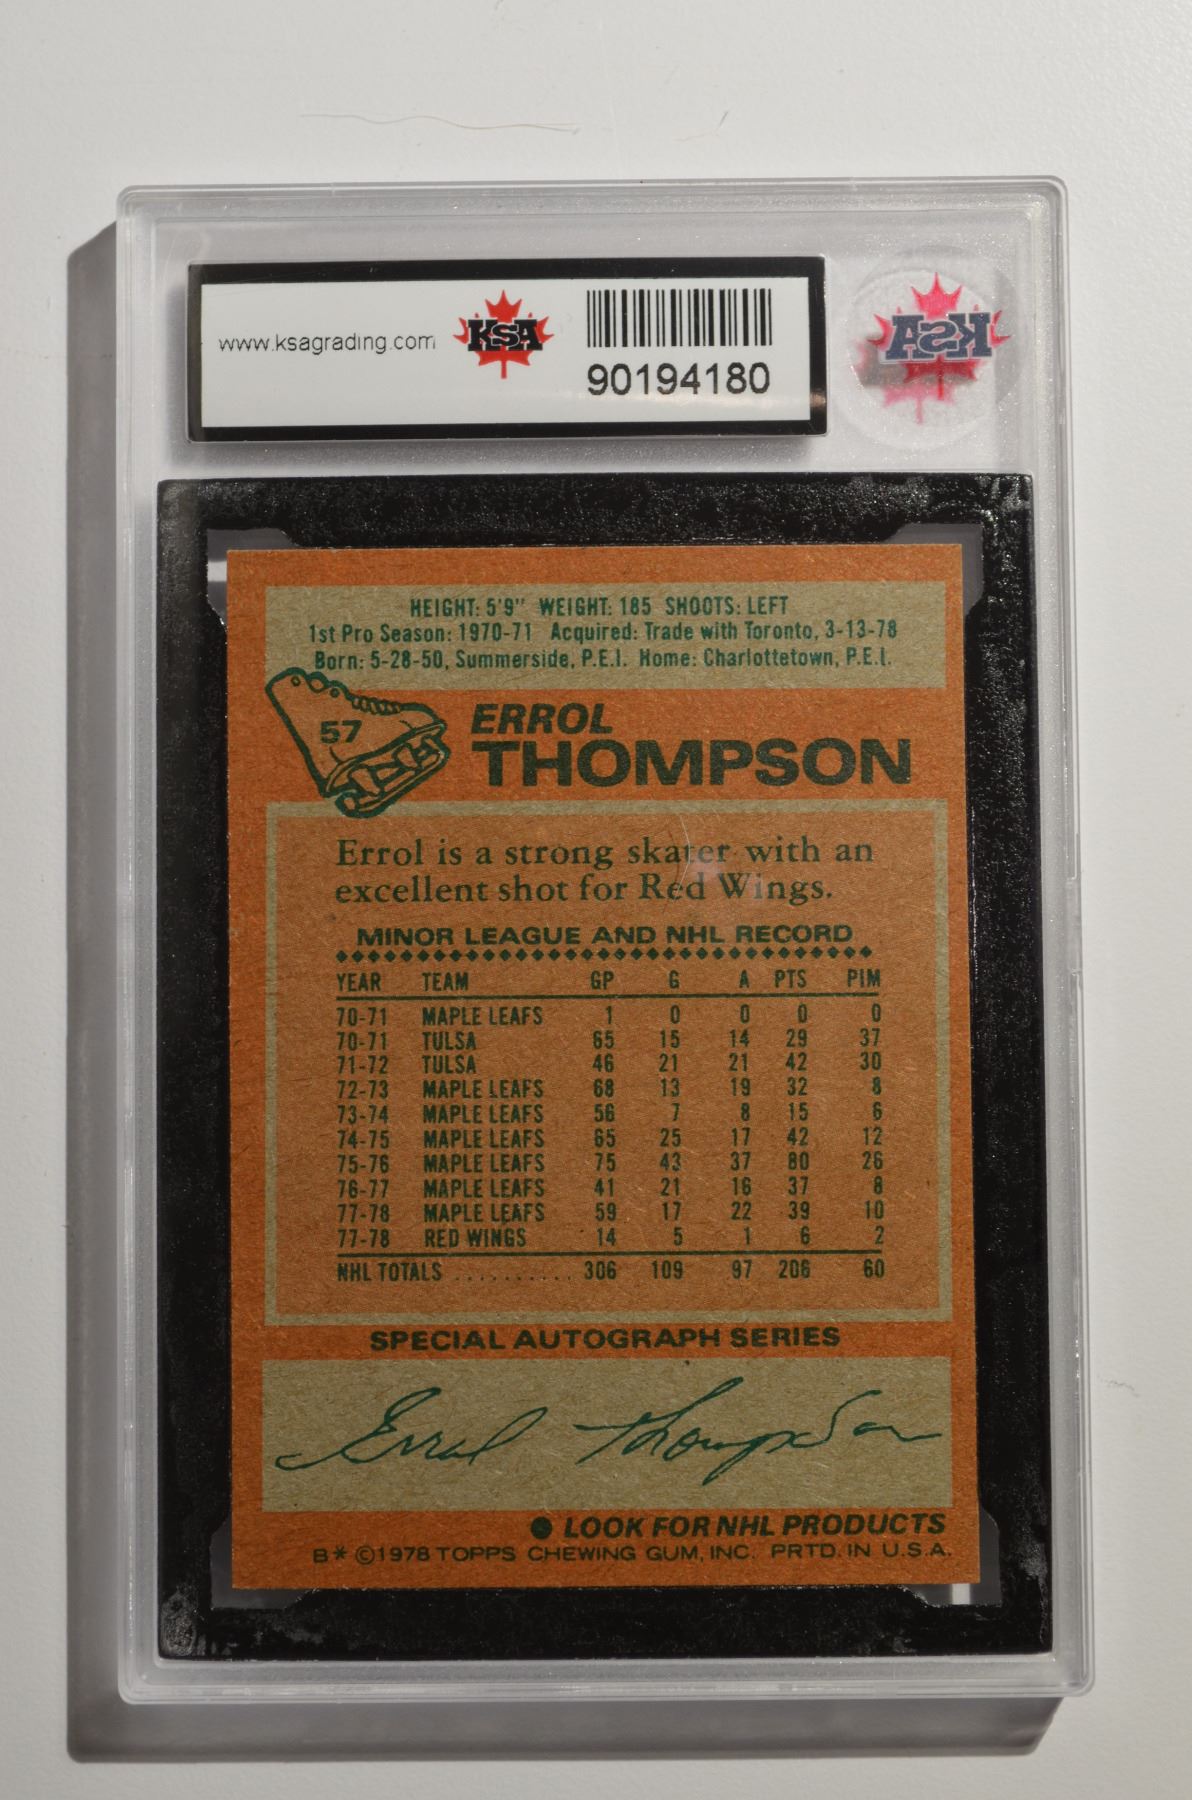 www.ksagrading.com
KSA
90194180
KSA
HEIGHT: 5'9" WEIGHT: 185 SHOOTS: LEFT
1st Pro Season: 1970-71 Acquired: Trade with Toronto, 3-13-78
Born: 5-28-50, Summerside, P.E.I. Home: Charlottetown, P.E.I.
57
ERROL
THOMPSON
Errol is a strong skater with an
excellent shot for Red Wings.
MINOR LEAGUE AND NHL RECORD
YEAR TEAM GP G A PTS PIM
70-71 MAPLE LEAFS 1 0 0 0 0
70-71 TULSA 65 15 14 29 37
71-72 TULSA 46 21 21 42 30
72-73 MAPLE LEAFS 68 13 19 32 8
73-74 MAPLE LEAFS 56 7 8 15 6
74-75 MAPLE LEAFS 65 25 17 42 12
75-76 MAPLE LEAFS 75 43 37 80 26
76-77 MAPLE LEAFS 41 21 16 37 8
77-78 MAPLE LEAFS 59 17 22 39 10
77-78 RED WINGS 14 5 1 6 2
NHL TOTALS .......... 306 109 97 206 60
SPECIAL AUTOGRAPH SERIES
Errol Thompson
● LOOK FOR NHL PRODUCTS
B* ©1978 TOPPS CHEWING GUM, INC. PRTD. IN U.S.A.